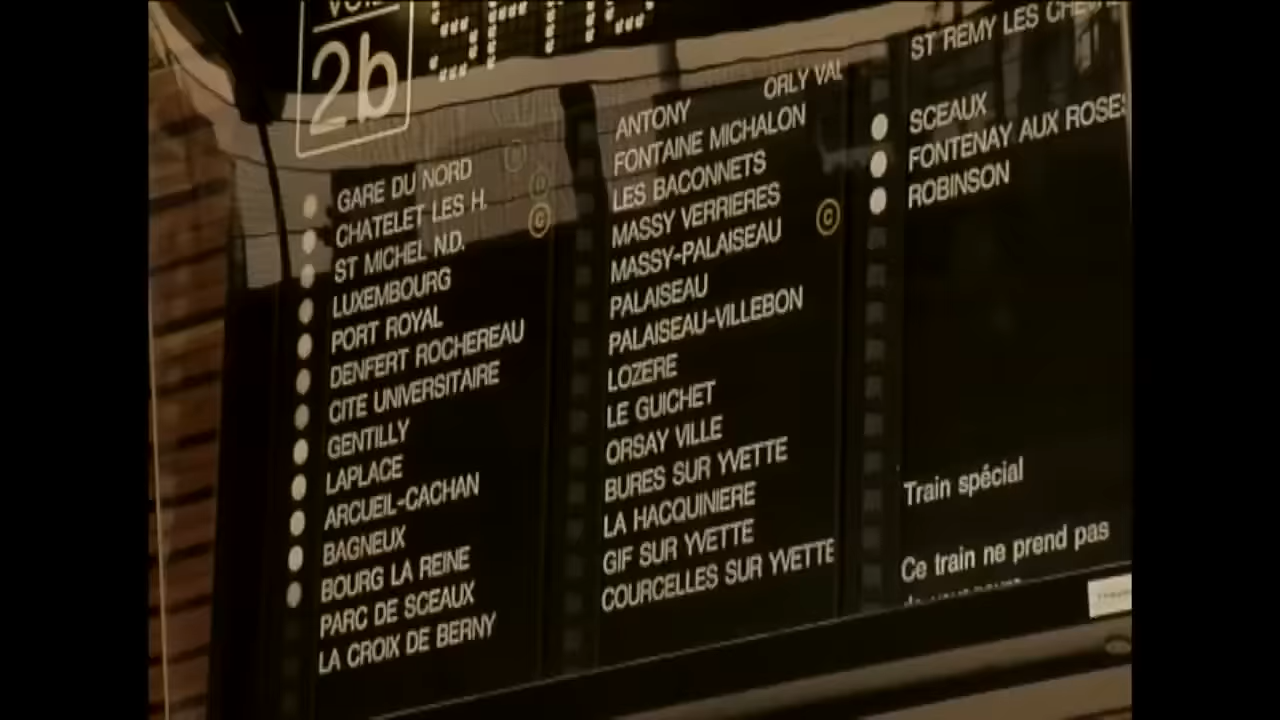 2b
GARE DU NORD
CHATELET LES H.
ST MICHEL N.D.
LUXEMBOURG
PORT ROYAL
DENFERT ROCHEREAU
CITE UNIVERSITAIRE
GENTILLY
LAPLACE
ARCUEIL-CACHAN
BAGNEUX
BOURG LA REINE
PARC DE SCEAUX
LA CROIX DE BERNY
ANTONY ORLY VAL
FONTAINE MICHALON
LES BACONNETS
MASSY VERRIERES
MASSY-PALAISEAU
PALAISEAU
PALAISEAU-VILLEBON
LOZERE
LE GUICHET
ORSAY VILLE
BURES SUR YVETTE
LA HACQUINIERE
GIF SUR YVETTE
COURCELLES SUR YVETTE
ST REMY LES
SCEAUX
FONTENAY AUX ROSES
ROBINSON
Train spécial
Ce train ne prend pas